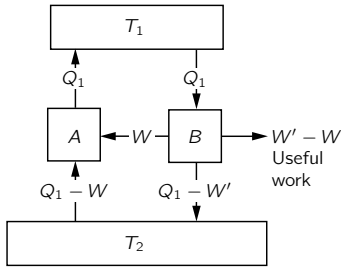 T₁
Q₁ Q₁
A W B W′ − W
Useful
work
Q₁ − W Q₁ − W′
T₂